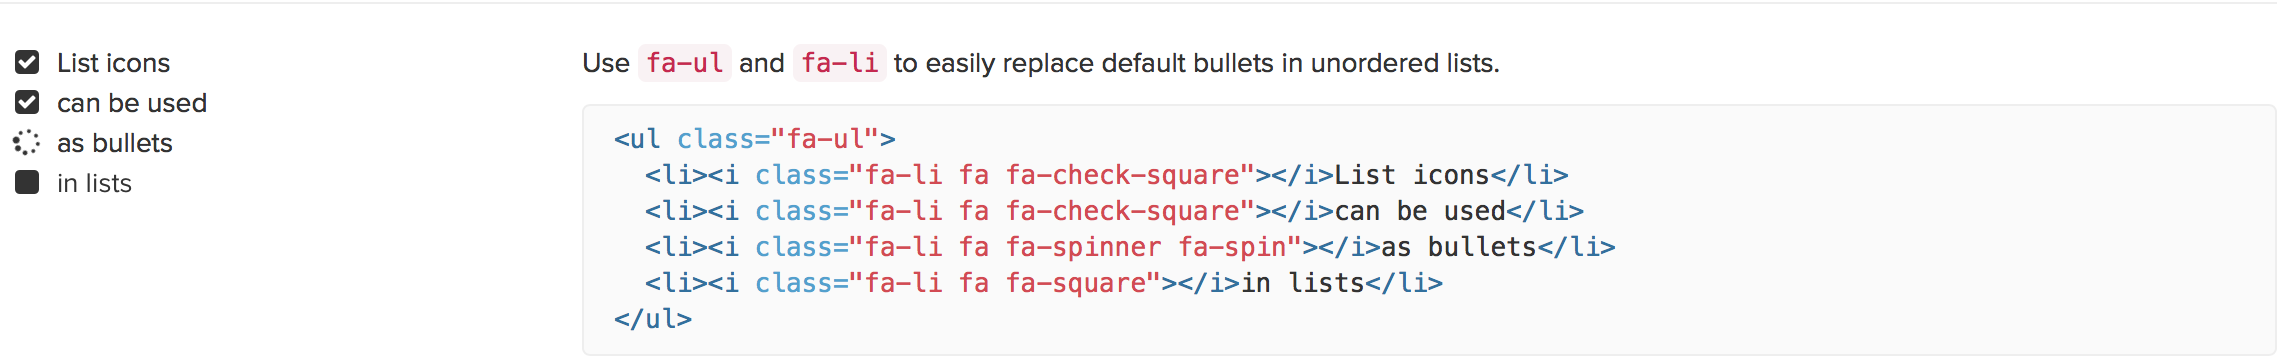 List icons
can be used
as bullets
in lists
Use fa-ul and fa-li to easily replace default bullets in unordered lists.
<ul class="fa-ul">
  <li><i class="fa-li fa fa-check-square"></i>List icons</li>
  <li><i class="fa-li fa fa-check-square"></i>can be used</li>
  <li><i class="fa-li fa fa-spinner fa-spin"></i>as bullets</li>
  <li><i class="fa-li fa fa-square"></i>in lists</li>
</ul>